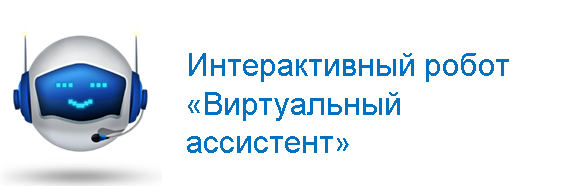 Интерактивный робот
«Виртуальный
ассистент»